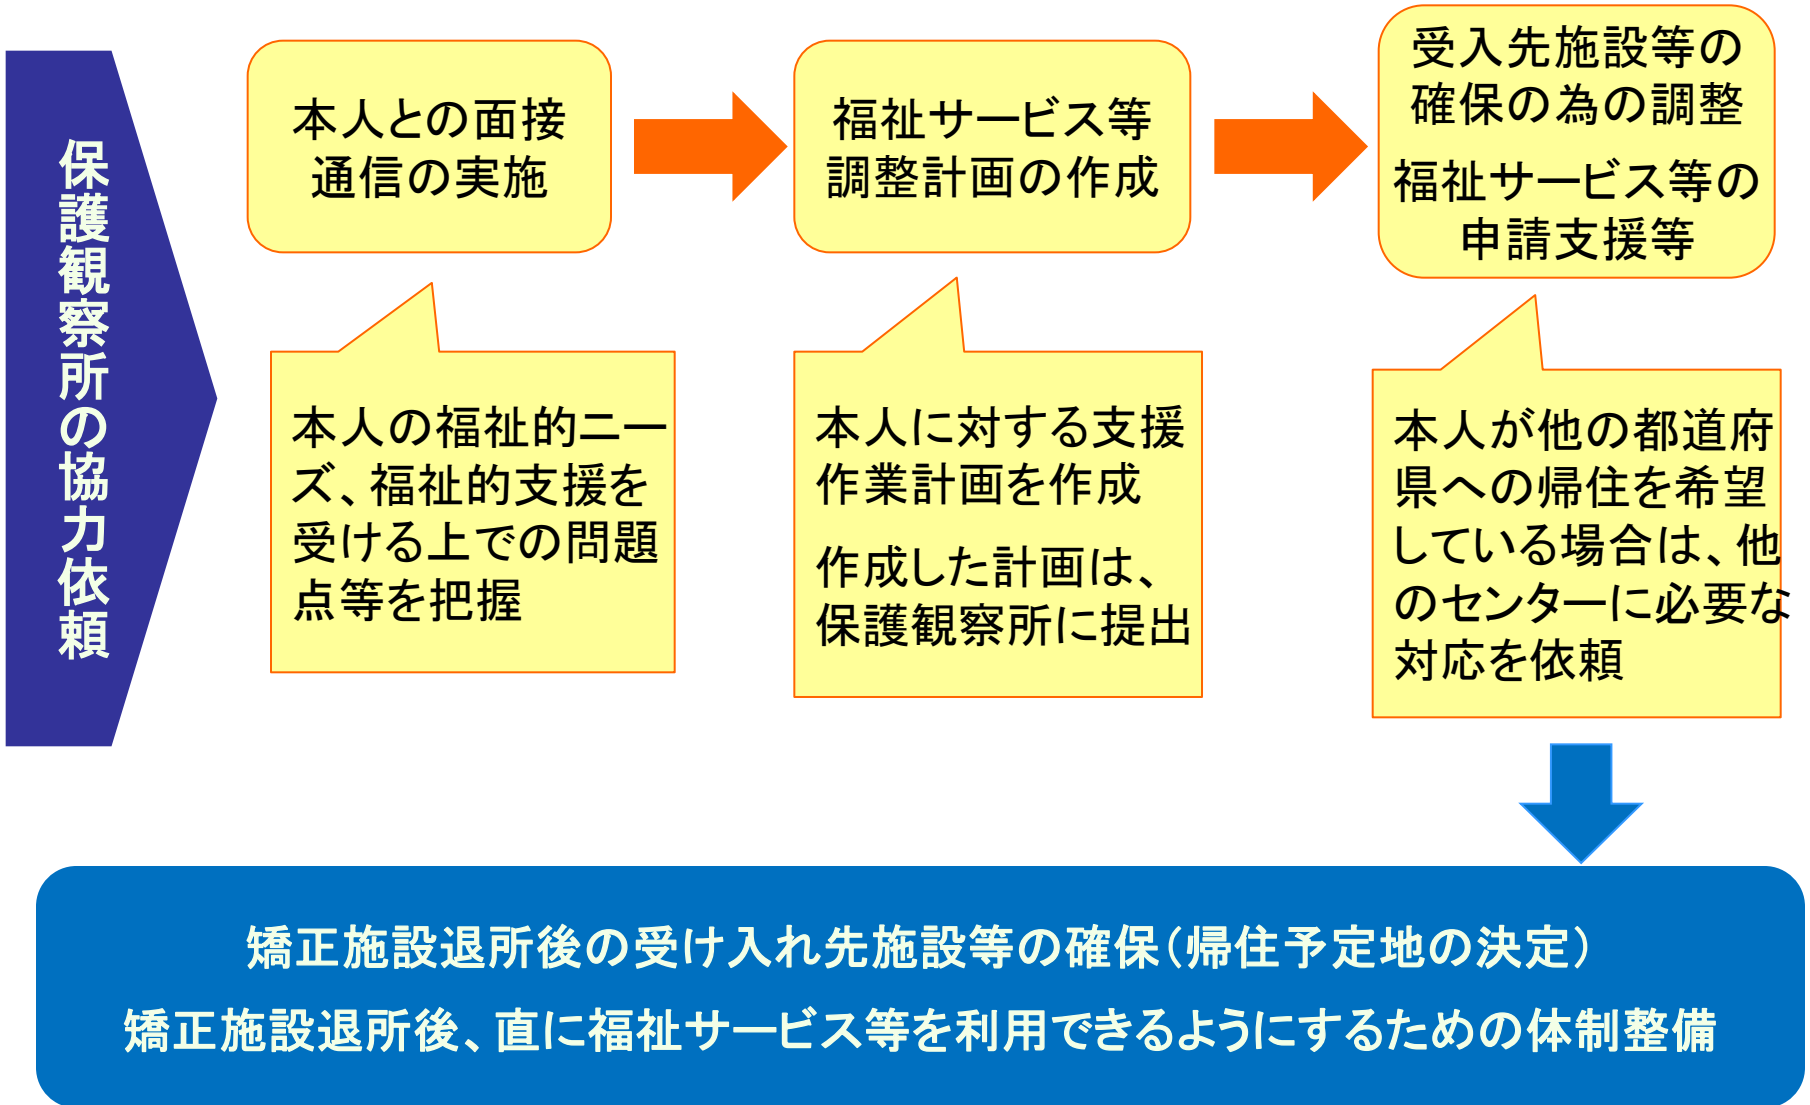 保護観察所の協力依頼
本人との面接
通信の実施
福祉サービス等
調整計画の作成
受入先施設等の
確保の為の調整
福祉サービス等の
申請支援等
本人の福祉的ニー
ズ、福祉的支援を
受ける上での問題
点等を把握
本人に対する支援
作業計画を作成
作成した計画は、
保護観察所に提出
本人が他の都道府
県への帰住を希望
している場合は、他
のセンターに必要な
対応を依頼
矯正施設退所後の受け入れ先施設等の確保（帰住予定地の決定）
矯正施設退所後、直に福祉サービス等を利用できるようにするための体制整備